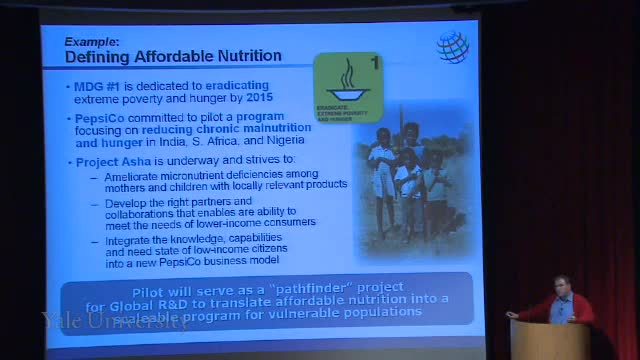 Example:
Defining Affordable Nutrition
MDG #1 is dedicated to eradicating
extreme poverty and hunger by 2015
1
ERADICATE
EXTREME POVERTY
AND HUNGER
PepsiCo committed to pilot a program
focusing on reducing chronic malnutrition
and hunger in India, S. Africa, and Nigeria
Project Asha is underway and strives to:
– Ameliorate micronutrient deficiencies among
mothers and children with locally relevant products
– Develop the right partners and
collaborations that enables are ability to
meet the needs of lower-income consumers
– Integrate the knowledge, capabilities
and need state of low-income citizens
into a new PepsiCo business model
Pilot will serve as a "pathfinder" project
for Global R&D to translate affordable nutrition into a
scaleable program for vulnerable populations
Yale University